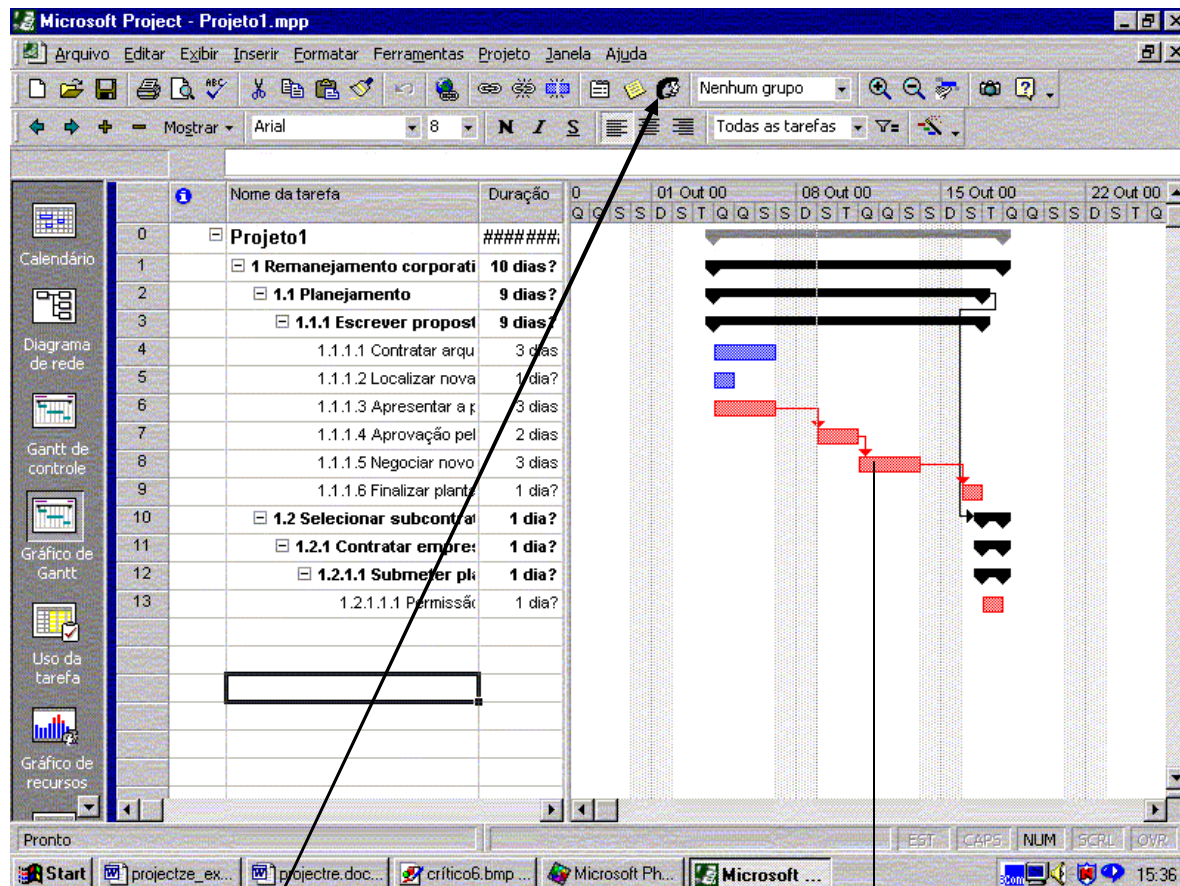 Microsoft Project - Projeto1.mpp
Arquivo Editar Exibir Inserir Formatar Ferramentas Projeto Janela Ajuda
ABC Nenhum grupo
Mostrar Arial 8 N I S Todas as tarefas
Nome da tarefa Duração 0 01 Out 00 08 Out 00 15 Out 00 22 Out 00
Q Q S S D S T Q Q S S D S T Q Q S S D S T Q Q S S D S T Q
0 Projeto1 #######
1 1 Remanejamento corporati 10 dias?
2 1.1 Planejamento 9 dias?
3 1.1.1 Escrever propost 9 dias?
4 1.1.1.1 Contratar arqu 3 dias
5 1.1.1.2 Localizar nova 1 dia?
6 1.1.1.3 Apresentar a p 3 dias
7 1.1.1.4 Aprovação pel 2 dias
8 1.1.1.5 Negociar novo 3 dias
9 1.1.1.6 Finalizar planta 1 dia?
10 1.2 Selecionar subcontrat 1 dia?
11 1.2.1 Contratar empres 1 dia?
12 1.2.1.1 Submeter pla 1 dia?
13 1.2.1.1.1 Permissão 1 dia?
Calendário
Diagrama
de rede
Gantt de
controle
Gráfico de
Gantt
Uso da
tarefa
Gráfico de
recursos
Pronto EST CAPS NUM SCRL OVR
Start projectze_ex... projectre.doc... crítico6.bmp ... Microsoft Ph... Microsoft ... 3Com 15:36